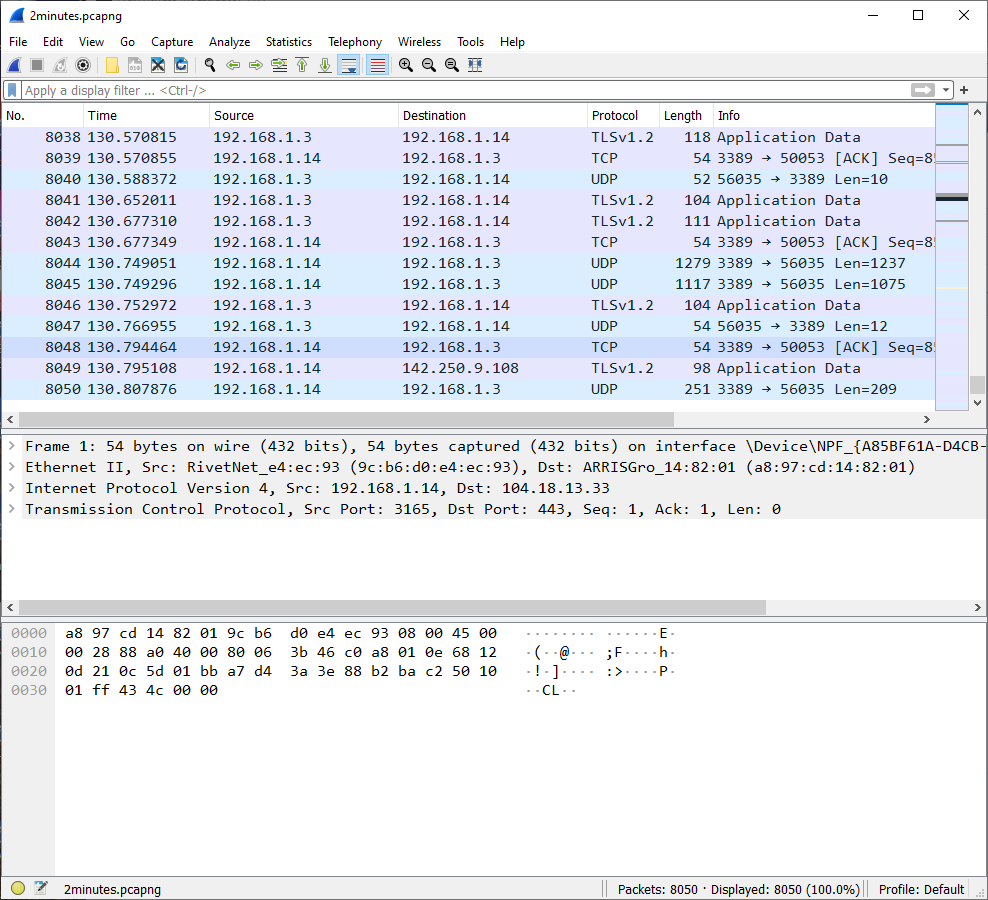 2minutes.pcapng
File Edit View Go Capture Analyze Statistics Telephony Wireless Tools Help
Apply a display filter ... <Ctrl-/>
No. Time Source Destination Protocol Length Info
8038 130.570815 192.168.1.3 192.168.1.14 TLSv1.2 118 Application Data
8039 130.570855 192.168.1.14 192.168.1.3 TCP 54 3389 → 50053 [ACK] Seq=85
8040 130.588372 192.168.1.3 192.168.1.14 UDP 52 56035 → 3389 Len=10
8041 130.652011 192.168.1.3 192.168.1.14 TLSv1.2 104 Application Data
8042 130.677310 192.168.1.3 192.168.1.14 TLSv1.2 111 Application Data
8043 130.677349 192.168.1.14 192.168.1.3 TCP 54 3389 → 50053 [ACK] Seq=85
8044 130.749051 192.168.1.14 192.168.1.3 UDP 1279 3389 → 56035 Len=1237
8045 130.749296 192.168.1.14 192.168.1.3 UDP 1117 3389 → 56035 Len=1075
8046 130.752972 192.168.1.3 192.168.1.14 TLSv1.2 104 Application Data
8047 130.766955 192.168.1.3 192.168.1.14 UDP 54 56035 → 3389 Len=12
8048 130.794464 192.168.1.14 192.168.1.3 TCP 54 3389 → 50053 [ACK] Seq=85
8049 130.795108 192.168.1.14 142.250.9.108 TLSv1.2 98 Application Data
8050 130.807876 192.168.1.14 192.168.1.3 UDP 251 3389 → 56035 Len=209
Frame 1: 54 bytes on wire (432 bits), 54 bytes captured (432 bits) on interface \Device\NPF_{A85BF61A-D4CB-
Ethernet II, Src: RivetNet_e4:ec:93 (9c:b6:d0:e4:ec:93), Dst: ARRISGro_14:82:01 (a8:97:cd:14:82:01)
Internet Protocol Version 4, Src: 192.168.1.14, Dst: 104.18.13.33
Transmission Control Protocol, Src Port: 3165, Dst Port: 443, Seq: 1, Ack: 1, Len: 0
0000 a8 97 cd 14 82 01 9c b6 d0 e4 ec 93 08 00 45 00 ········ ······E·
0010 00 28 88 a0 40 00 80 06 3b 46 c0 a8 01 0e 68 12 ·(··@··· ;F····h·
0020 0d 21 0c 5d 01 bb a7 d4 3a 3e 88 b2 ba c2 50 10 ·!·]···· :>····P·
0030 01 ff 43 4c 00 00 ··CL··
2minutes.pcapng Packets: 8050 · Displayed: 8050 (100.0%) Profile: Default